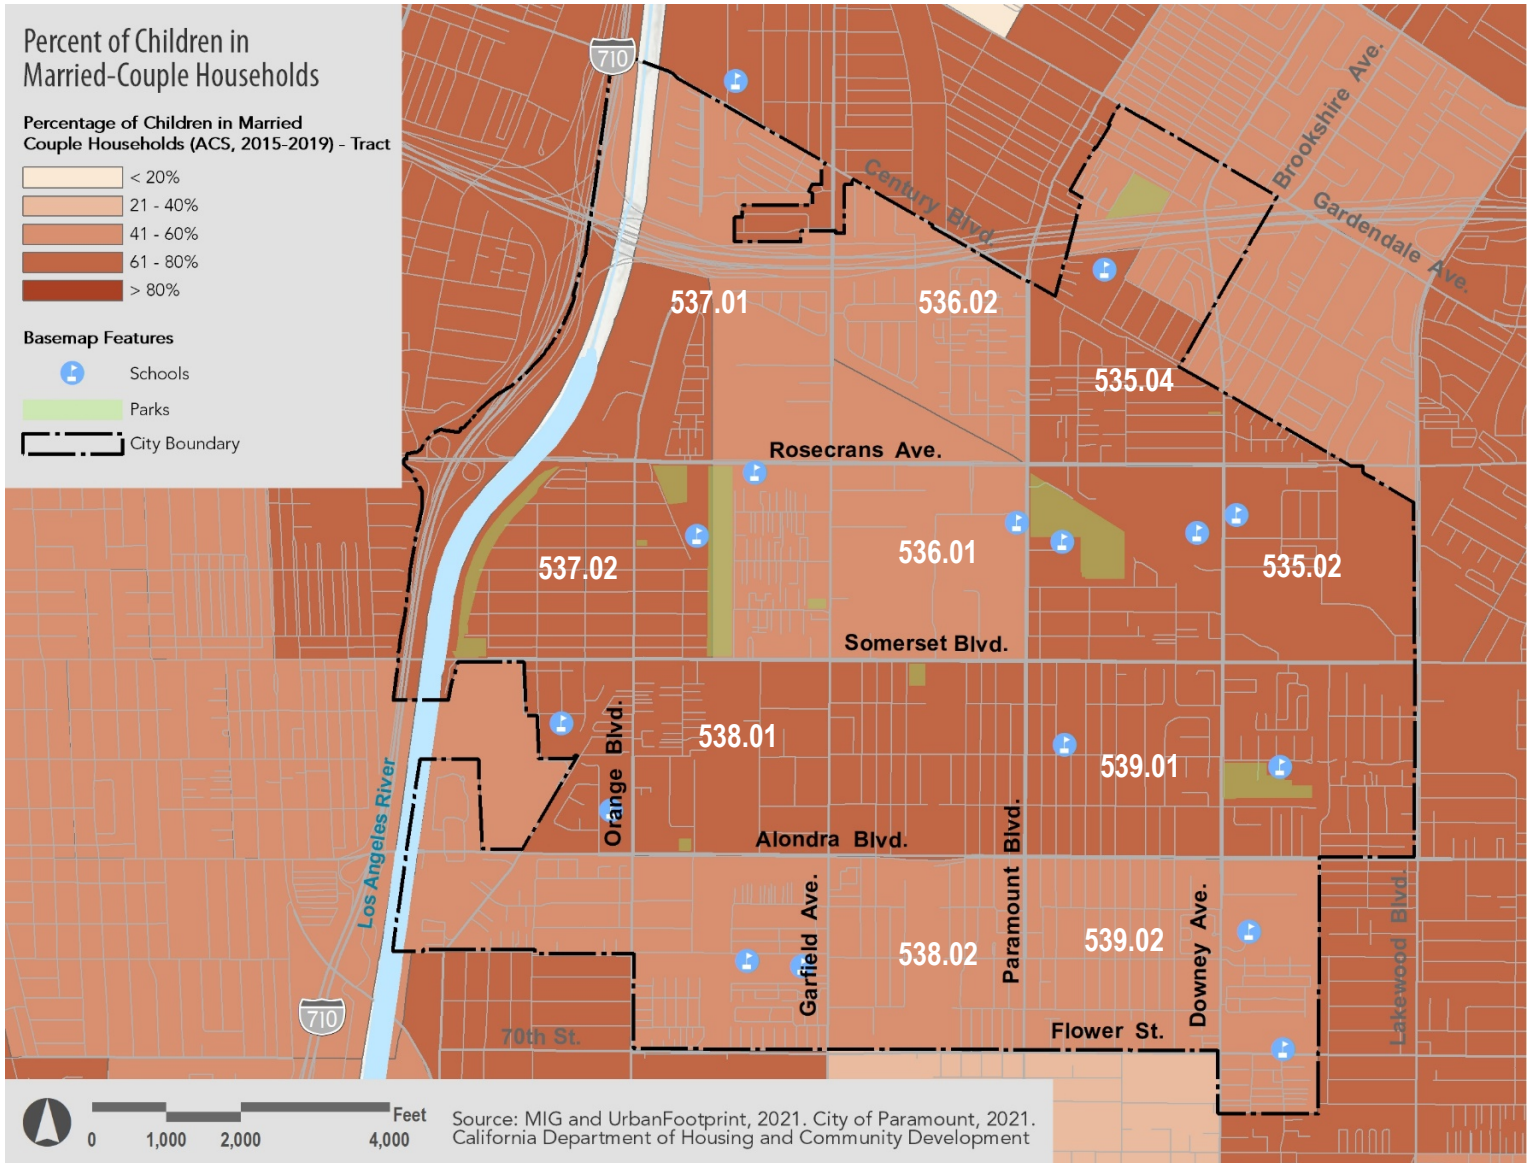 Percent of Children in
Married-Couple Households
Percentage of Children in Married
Couple Households (ACS, 2015-2019) - Tract
< 20%
21 - 40%
41 - 60%
61 - 80%
> 80%
Basemap Features
Schools
Parks
City Boundary
710
Century Blvd.
Brookshire Ave.
Gardendale Ave.
537.01
536.02
535.04
Rosecrans Ave.
537.02
536.01
535.02
Somerset Blvd.
Orange Blvd.
538.01
539.01
Los Angeles River
Alondra Blvd.
Paramount Blvd.
Garfield Ave.
538.02
539.02
Downey Ave.
Lakewood Blvd.
710
70th St.
Flower St.
Feet
0 1,000 2,000 4,000
Source: MIG and UrbanFootprint, 2021. City of Paramount, 2021.
California Department of Housing and Community Development